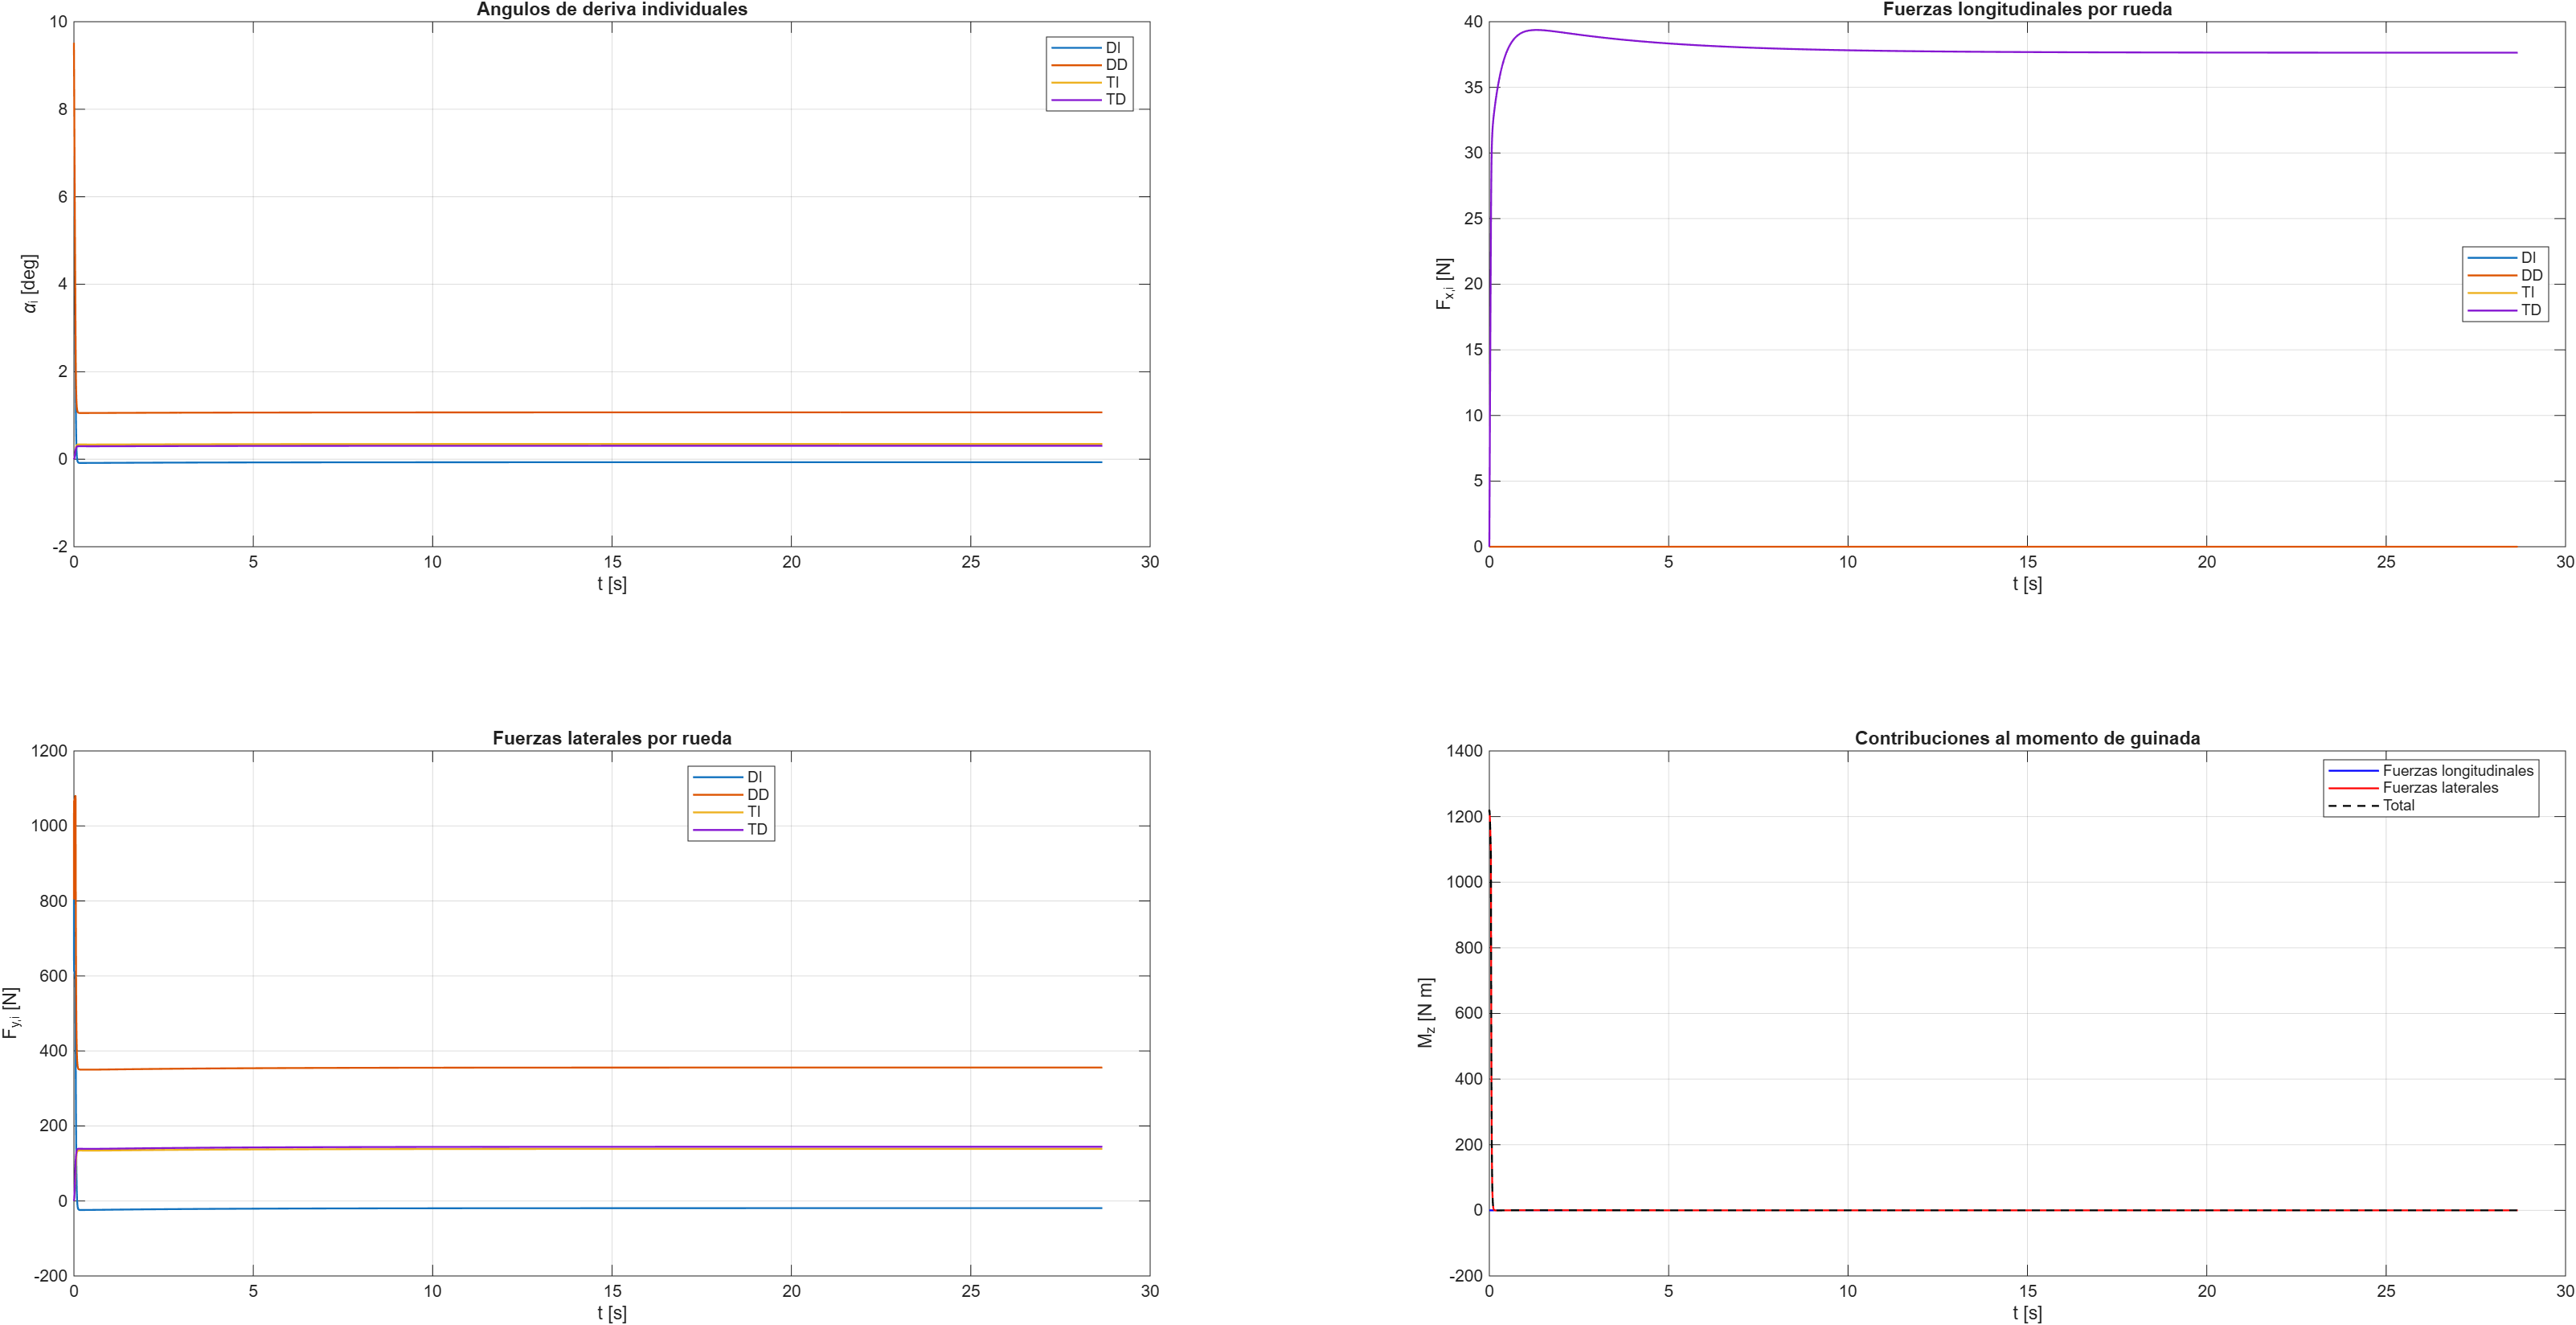 Angulos de deriva individuales
10
8
6
4
2
0
-2
αi [deg]
DI
DD
TI
TD
0 5 10 15 20 25 30
t [s]
Fuerzas longitudinales por rueda
40
35
30
25
20
15
10
5
0
Fx,i [N]
DI
DD
TI
TD
0 5 10 15 20 25 30
t [s]
Fuerzas laterales por rueda
1200
1000
800
600
400
200
0
-200
Fy,i [N]
DI
DD
TI
TD
0 5 10 15 20 25 30
t [s]
Contribuciones al momento de guinada
1400
1200
1000
800
600
400
200
0
-200
Mz [N m]
Fuerzas longitudinales
Fuerzas laterales
Total
0 5 10 15 20 25 30
t [s]